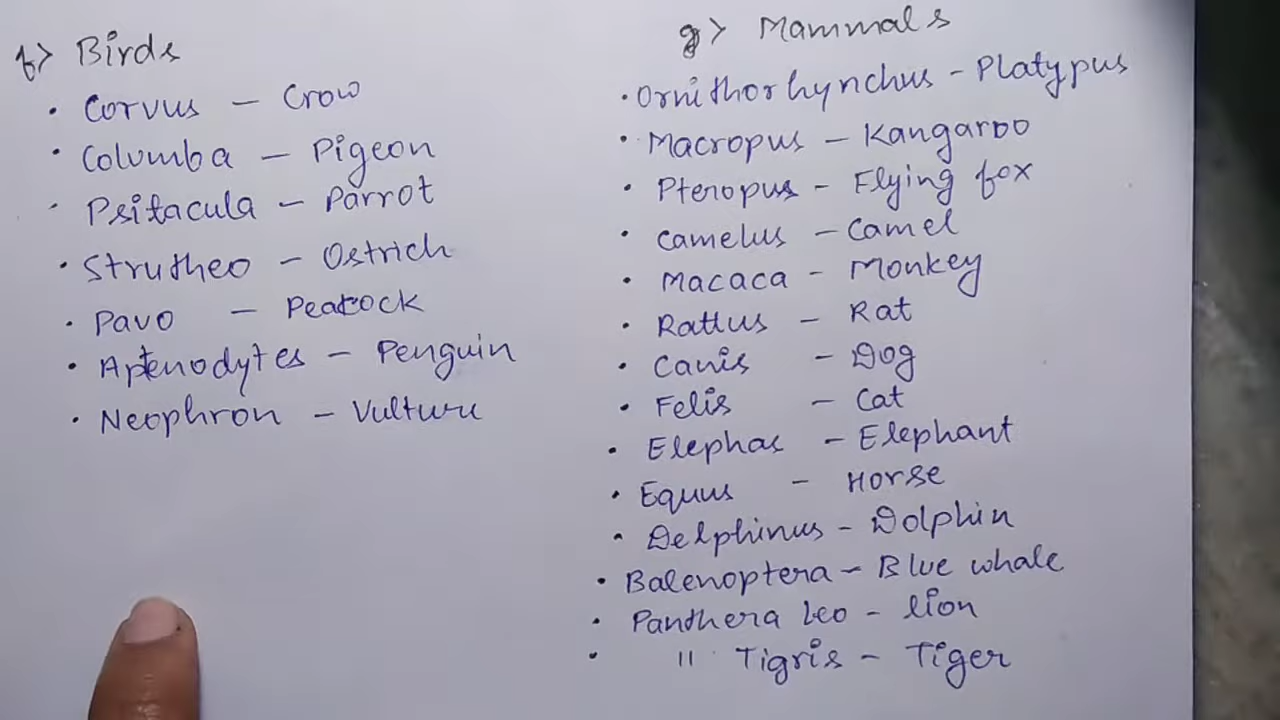 f> Birds
• Corvus – Crow
• Columba – Pigeon
• Psitacula – Parrot
• Strutheo – Ostrich
• Pavo – Peacock
• Aptenodytes – Penguin
• Neophron – Vulture
g> Mammals
• Ornithorhynchus – Platypus
• Macropus – Kangaroo
• Pteropus – Flying fox
• Camelus – Camel
• Macaca – Monkey
• Rattus – Rat
• Canis – Dog
• Felis – Cat
• Elephas – Elephant
• Equus – Horse
• Delphinus – Dolphin
• Balenoptera – Blue whale
• Panthera leo – lion
• " Tigris – Tiger